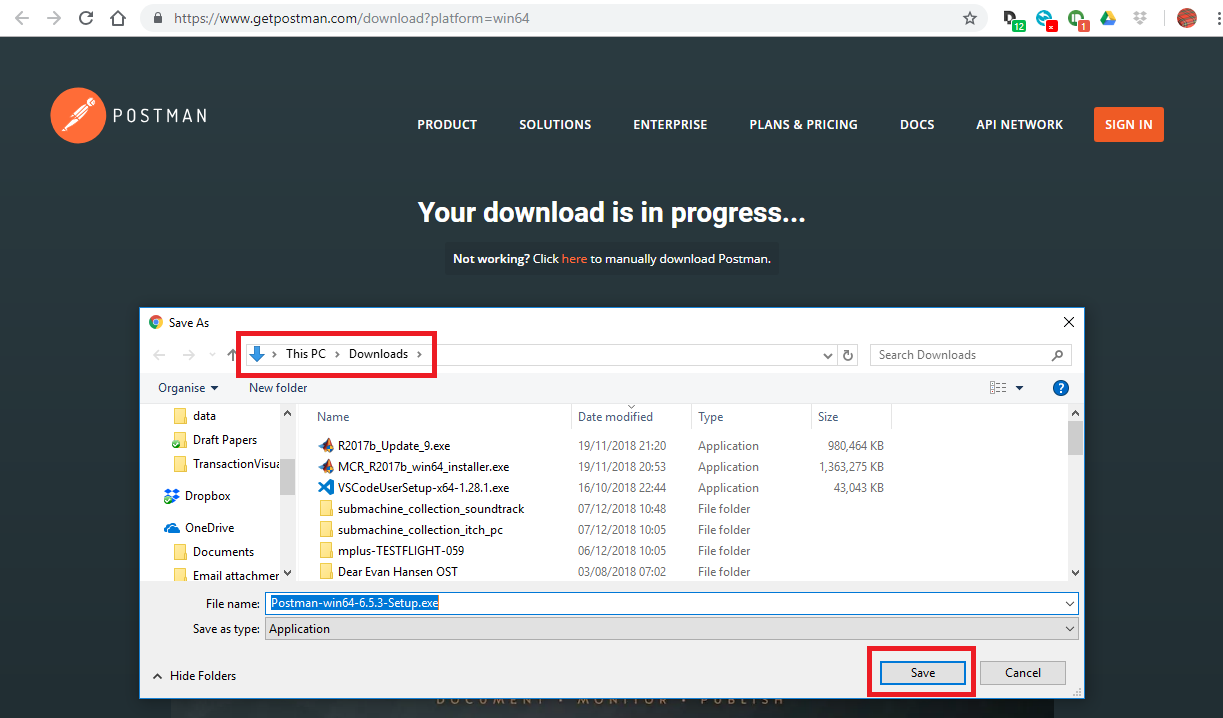 https://www.getpostman.com/download?platform=win64
12
1
POSTMAN
PRODUCT SOLUTIONS ENTERPRISE PLANS & PRICING DOCS API NETWORK SIGN IN
Your download is in progress...
Not working? Click here to manually download Postman.
Save As
This PC > Downloads >
Search Downloads
Organise
New folder
?
data
Draft Papers
TransactionVisua
Dropbox
OneDrive
Documents
Email attachmer
Name Date modified Type Size
R2017b_Update_9.exe 19/11/2018 21:20 Application 980,464 KB
MCR_R2017b_win64_installer.exe 19/11/2018 20:53 Application 1,363,275 KB
VSCodeUserSetup-x64-1.28.1.exe 16/10/2018 22:44 Application 43,043 KB
submachine_collection_soundtrack 07/12/2018 10:48 File folder
submachine_collection_itch_pc 07/12/2018 10:05 File folder
mplus-TESTFLIGHT-059 06/12/2018 10:05 File folder
Dear Evan Hansen OST 03/08/2018 07:02 File folder
File name: Postman-win64-6.5.3-Setup.exe
Save as type: Application
Hide Folders
Save
Cancel
DOCUMENT • MONITOR • PUBLISH